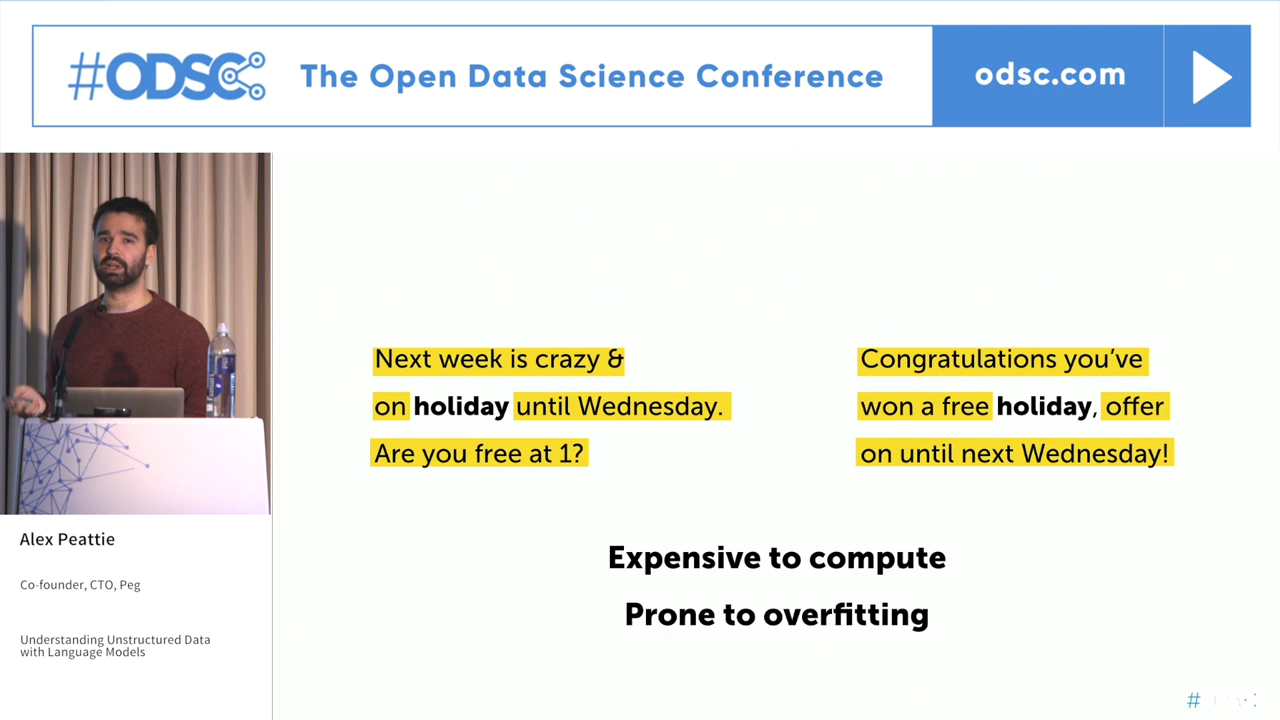 #ODSC
The Open Data Science Conference
odsc.com
Next week is crazy &
on holiday until Wednesday.
Are you free at 1?
Congratulations you've
won a free holiday, offer
on until next Wednesday!
Expensive to compute
Prone to overfitting
Alex Peattie
Co-founder, CTO, Peg
Understanding Unstructured Data
with Language Models
#